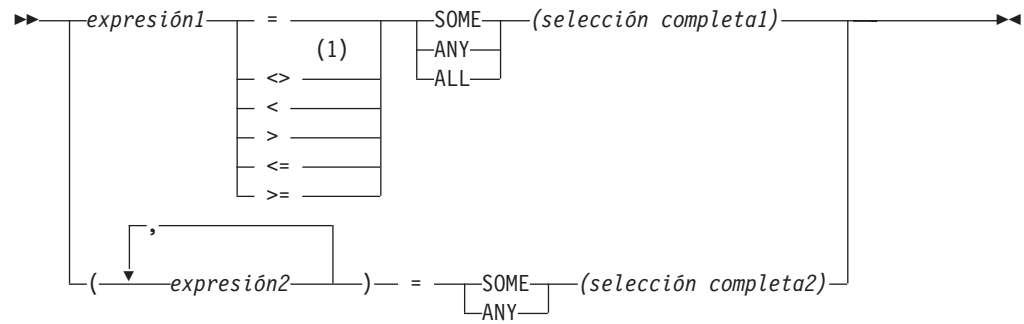 expresión1 = SOME (selección completa1)
(1) ANY
<> ALL
<
>
<=
>=
,
( expresión2 ) = SOME (selección completa2)
ANY